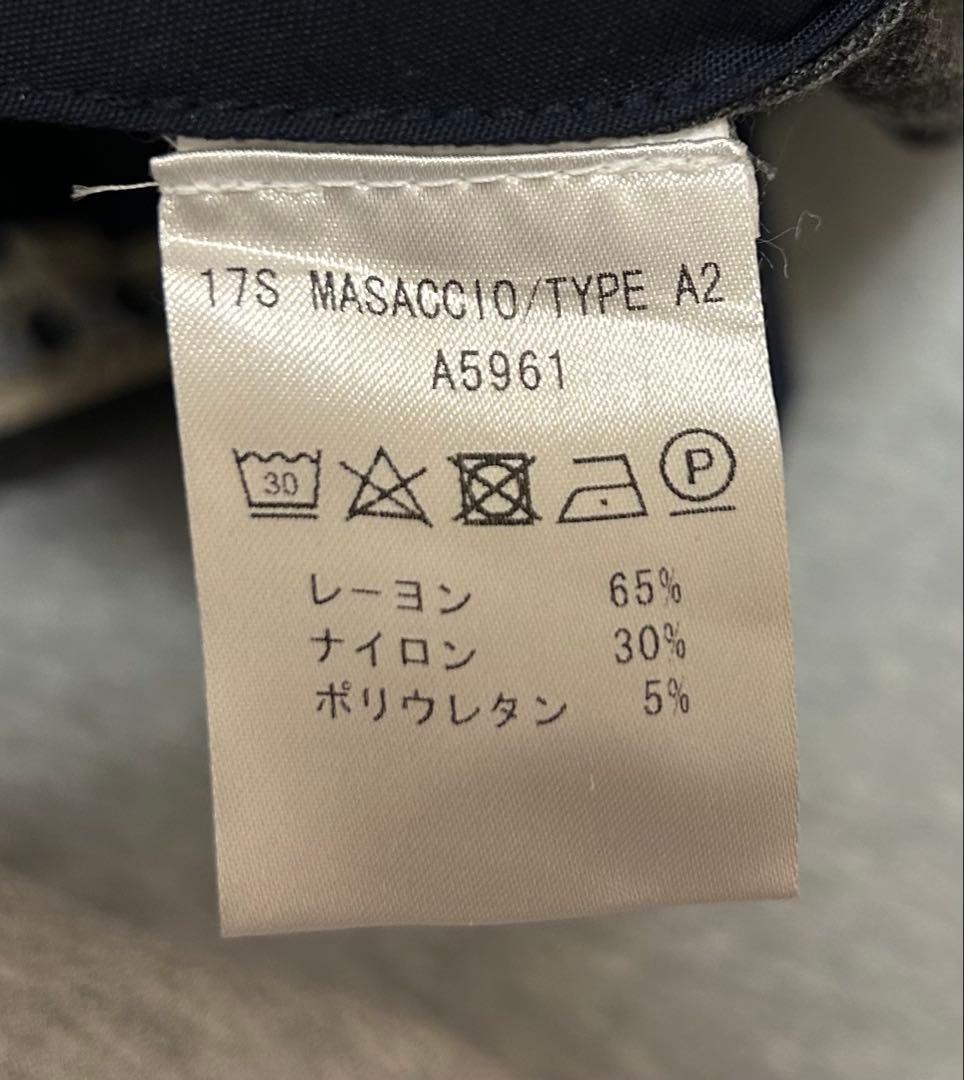 17S MASACCIO/TYPE A2
A5961
30 P
レーヨン 65%
ナイロン 30%
ポリウレタン 5%